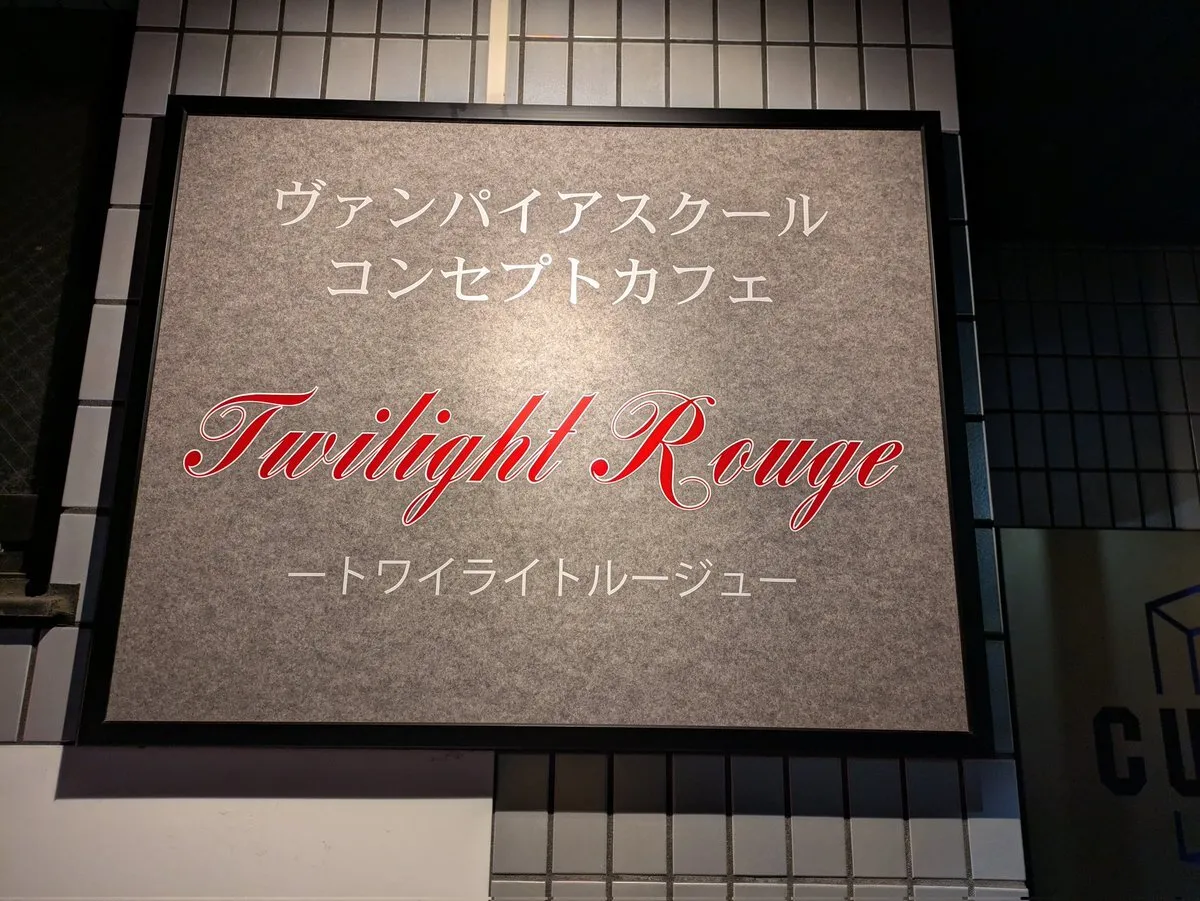 ヴァンパイアスクール
コンセプトカフェ
Twilight Rouge
ートワイライトルージュー